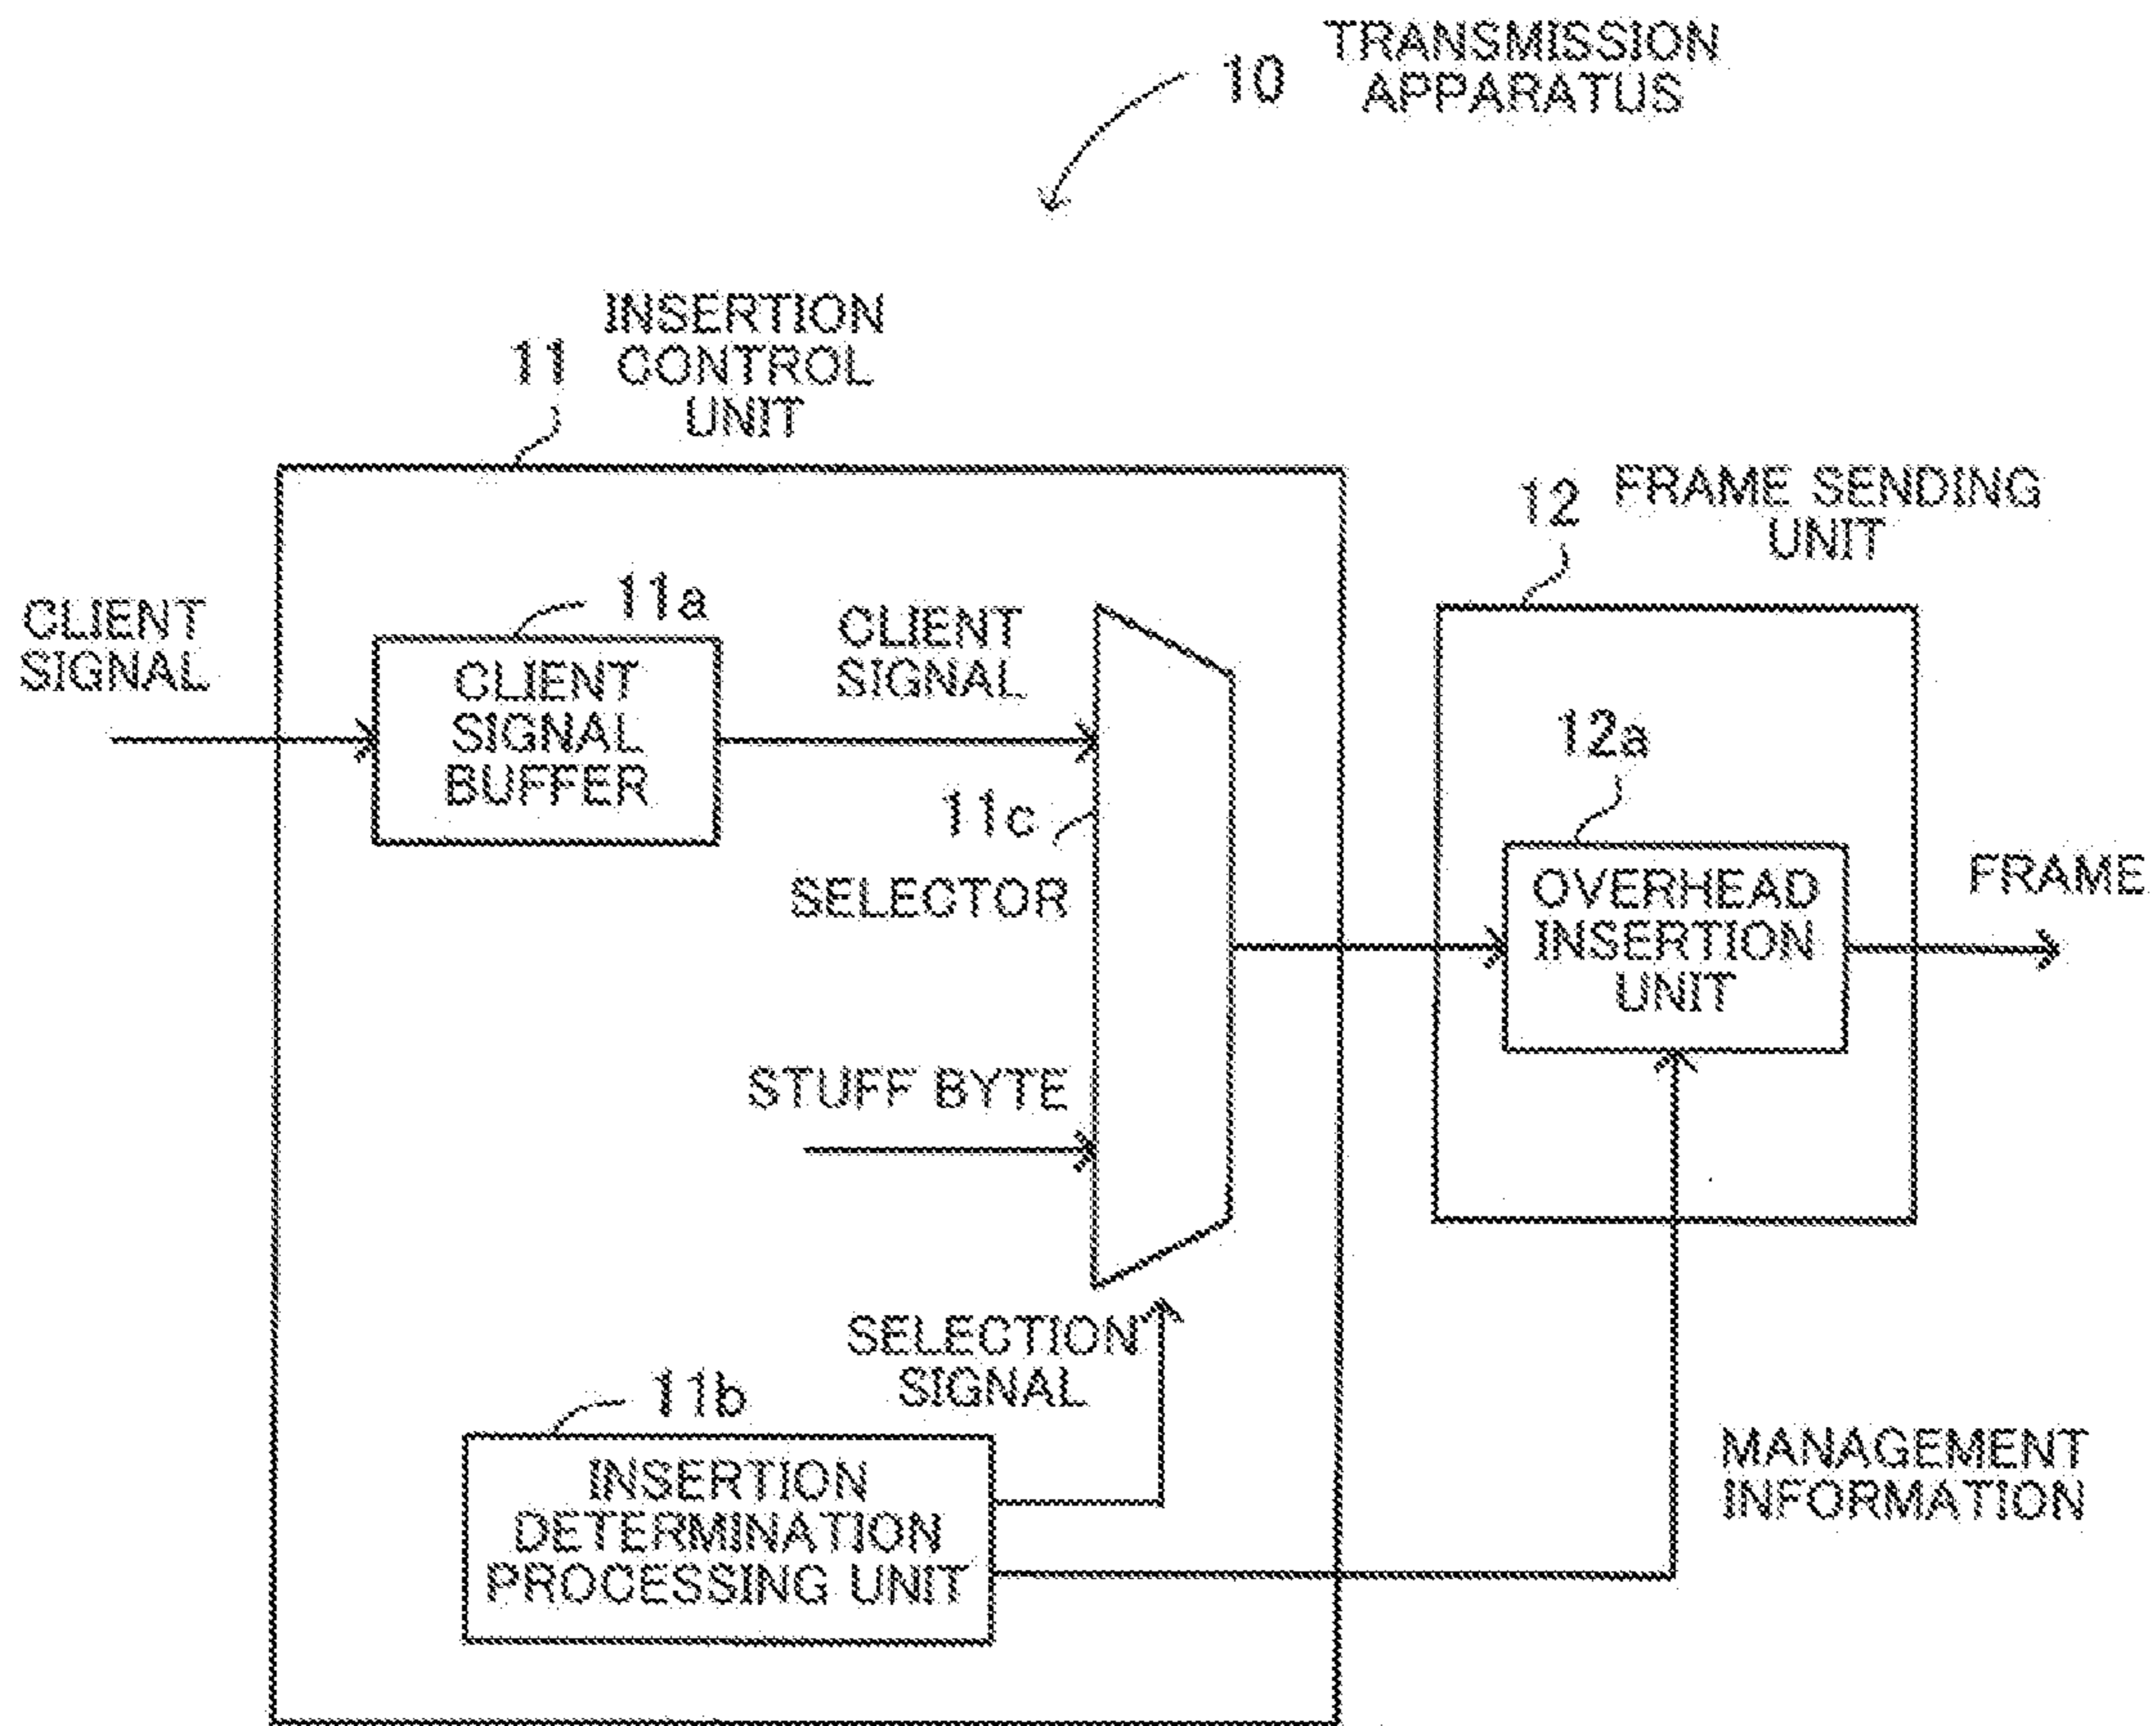 10
TRANSMISSION
APPARATUS
11
INSERTION
CONTROL
UNIT
12
FRAME SENDING
UNIT
CLIENT
SIGNAL
11a
CLIENT
SIGNAL
BUFFER
CLIENT
SIGNAL
11c
SELECTOR
12a
OVERHEAD
INSERTION
UNIT
FRAME
STUFF BYTE
SELECTION
SIGNAL
11b
INSERTION
DETERMINATION
PROCESSING UNIT
MANAGEMENT
INFORMATION